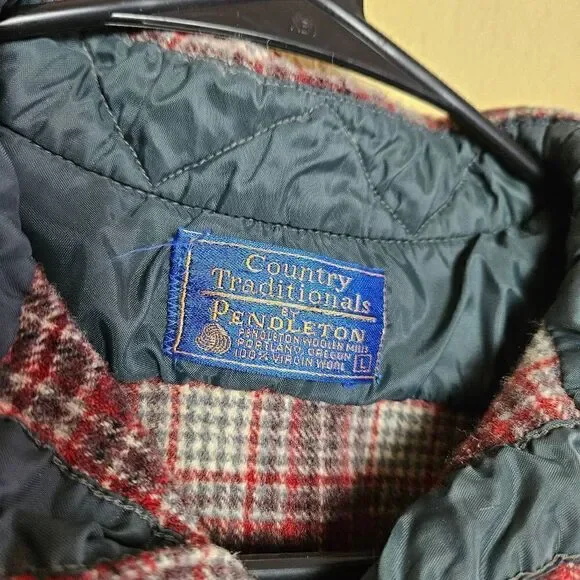 Country
Traditionals
BY
PENDLETON
PENDLETON WOOLEN MILLS
PORTLAND, OREGON
100% VIRGIN WOOL
L